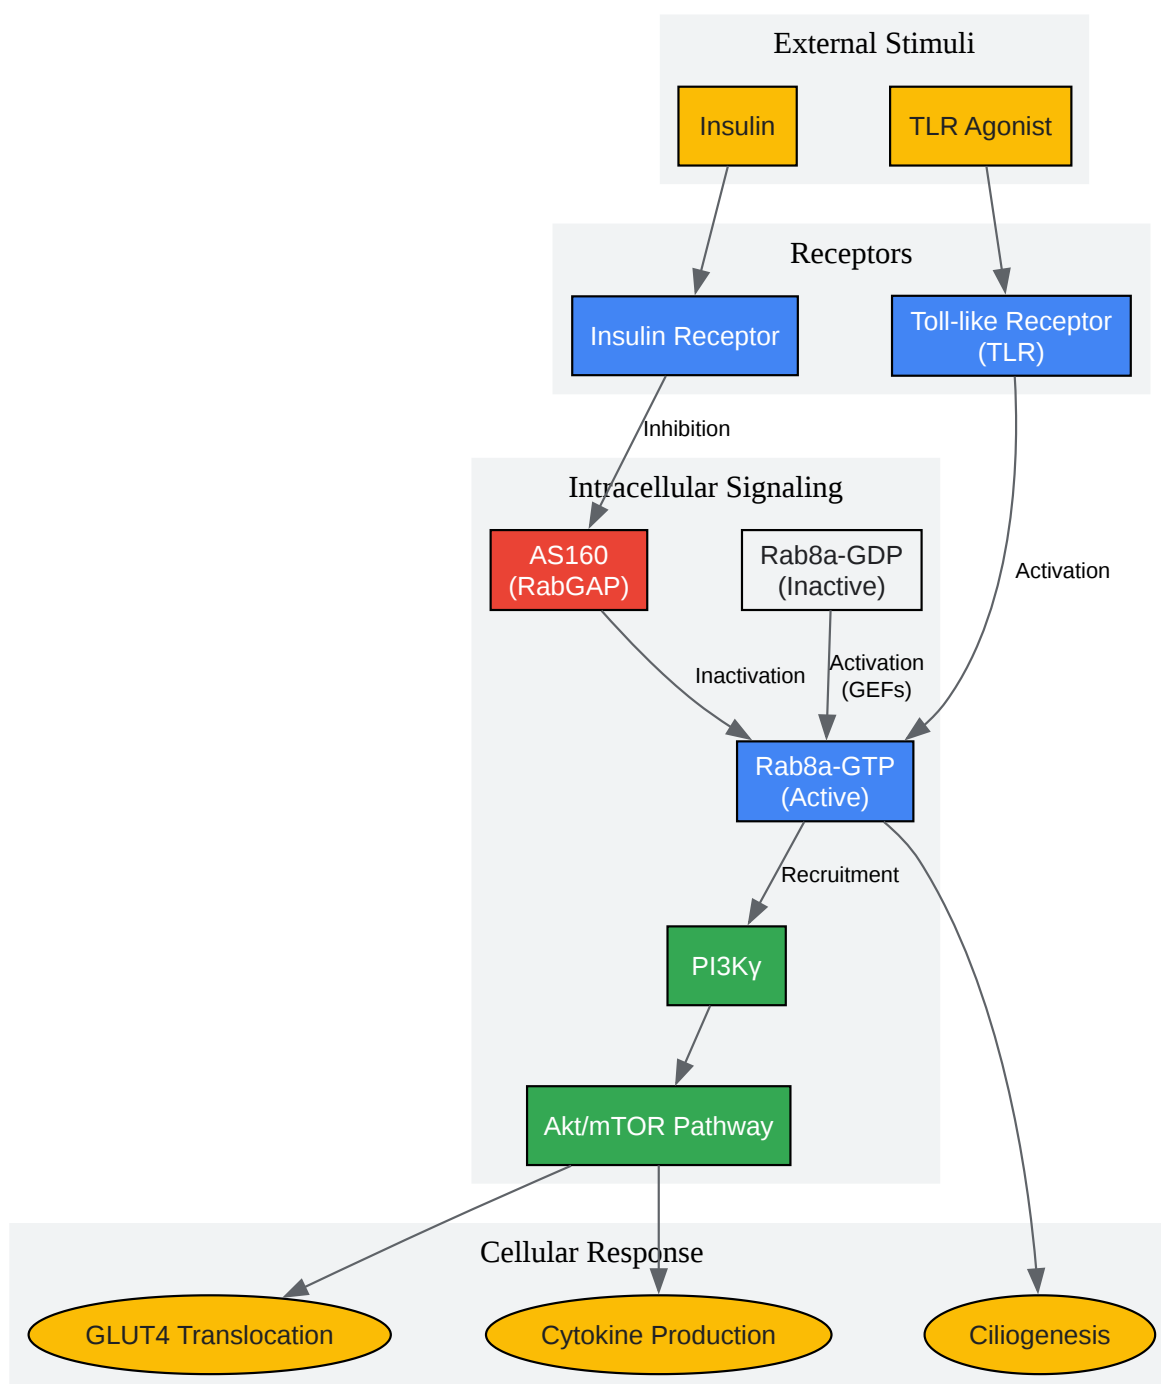 External Stimuli
Insulin
TLR Agonist
Receptors
Insulin Receptor
Toll-like Receptor
(TLR)
Inhibition
Intracellular Signaling
AS160
(RabGAP)
Rab8a-GDP
(Inactive)
Activation
Inactivation
Activation
(GEFs)
Rab8a-GTP
(Active)
Recruitment
PI3Kγ
Akt/mTOR Pathway
Cellular Response
GLUT4 Translocation
Cytokine Production
Ciliogenesis